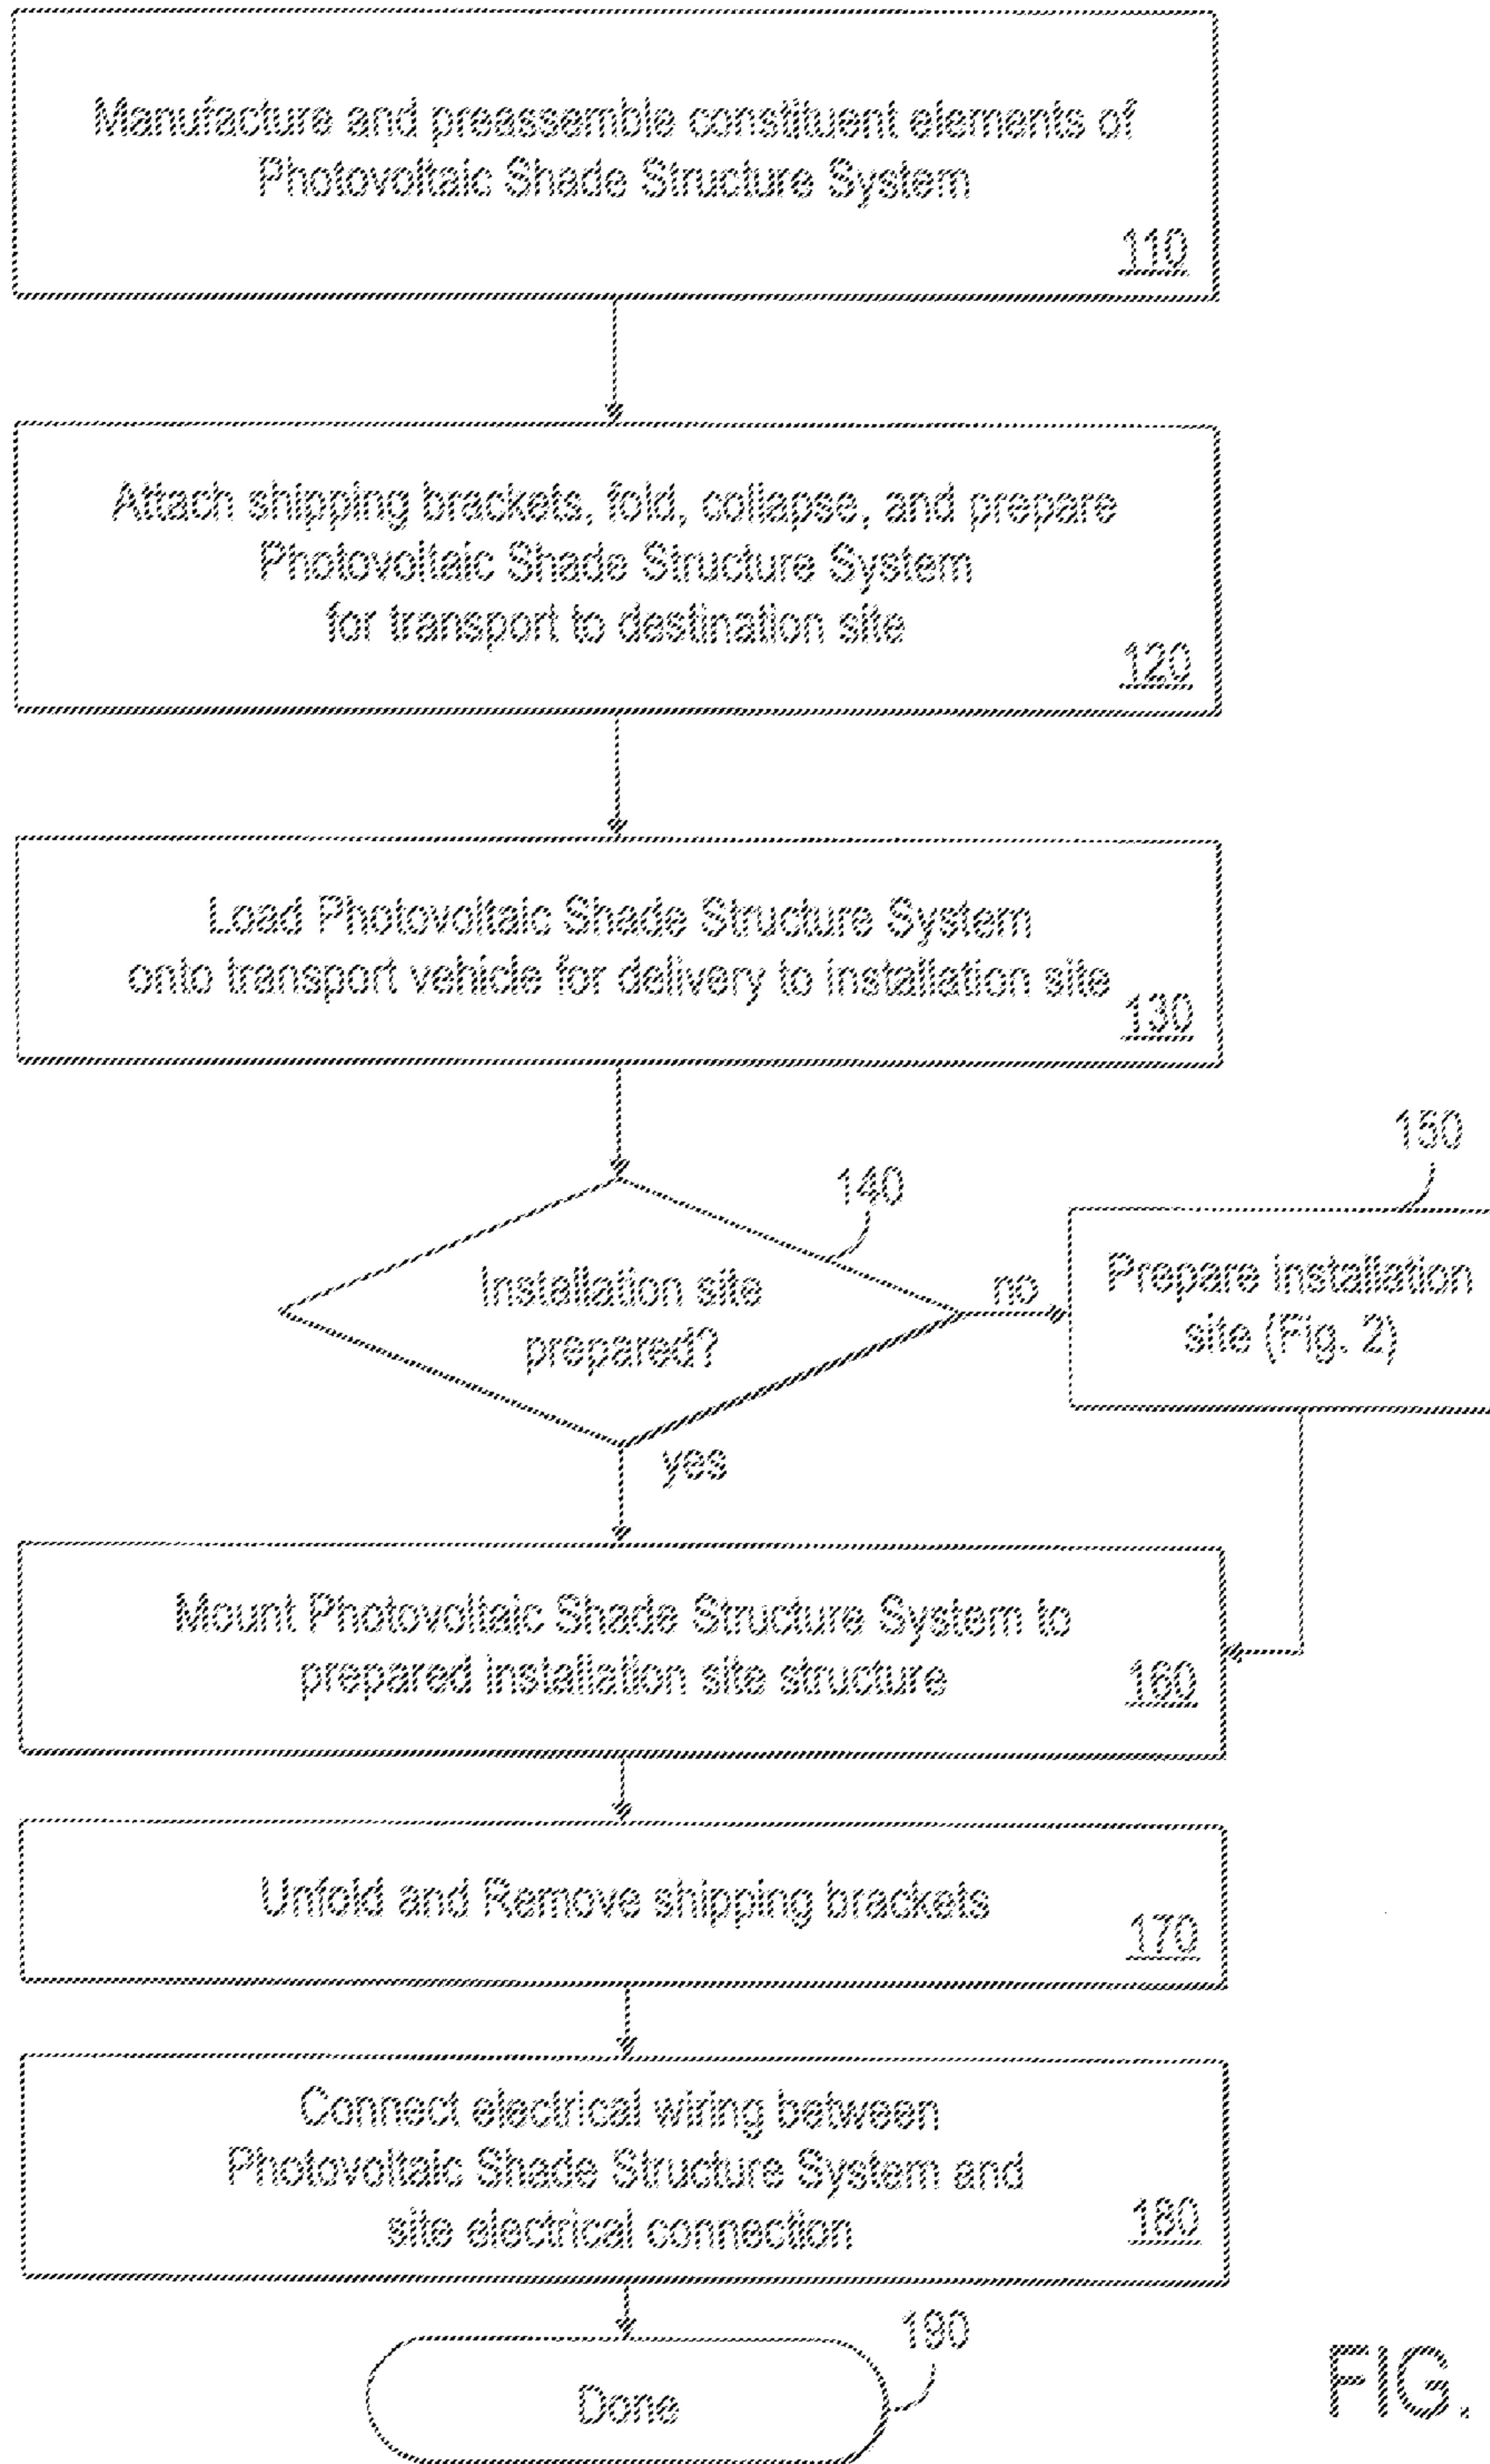 Manufacture and preassemble constituent elements of
Photovoltaic Shade Structure System
110
Attach shipping brackets, fold, collapse, and prepare
Photovoltaic Shade Structure System
for transport to destination site
120
Load Photovoltaic Shade Structure System
onto transport vehicle for delivery to installation site
130
140
Installation site
prepared?
no
yes
150
Prepare installation
site (Fig. 2)
Mount Photovoltaic Shade Structure System to
prepared installation site structure
160
Unfold and Remove shipping brackets
170
Connect electrical wiring between
Photovoltaic Shade Structure System and
site electrical connection
180
190
Done
FIG.